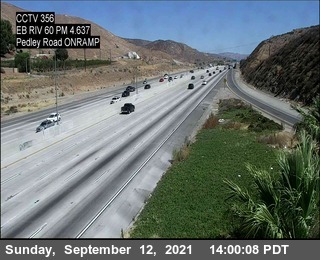 CCTV 356
EB RIV 60 PM 4.637
Pedley Road ONRAMP
Sunday, September 12, 2021 14:00:08 PDT